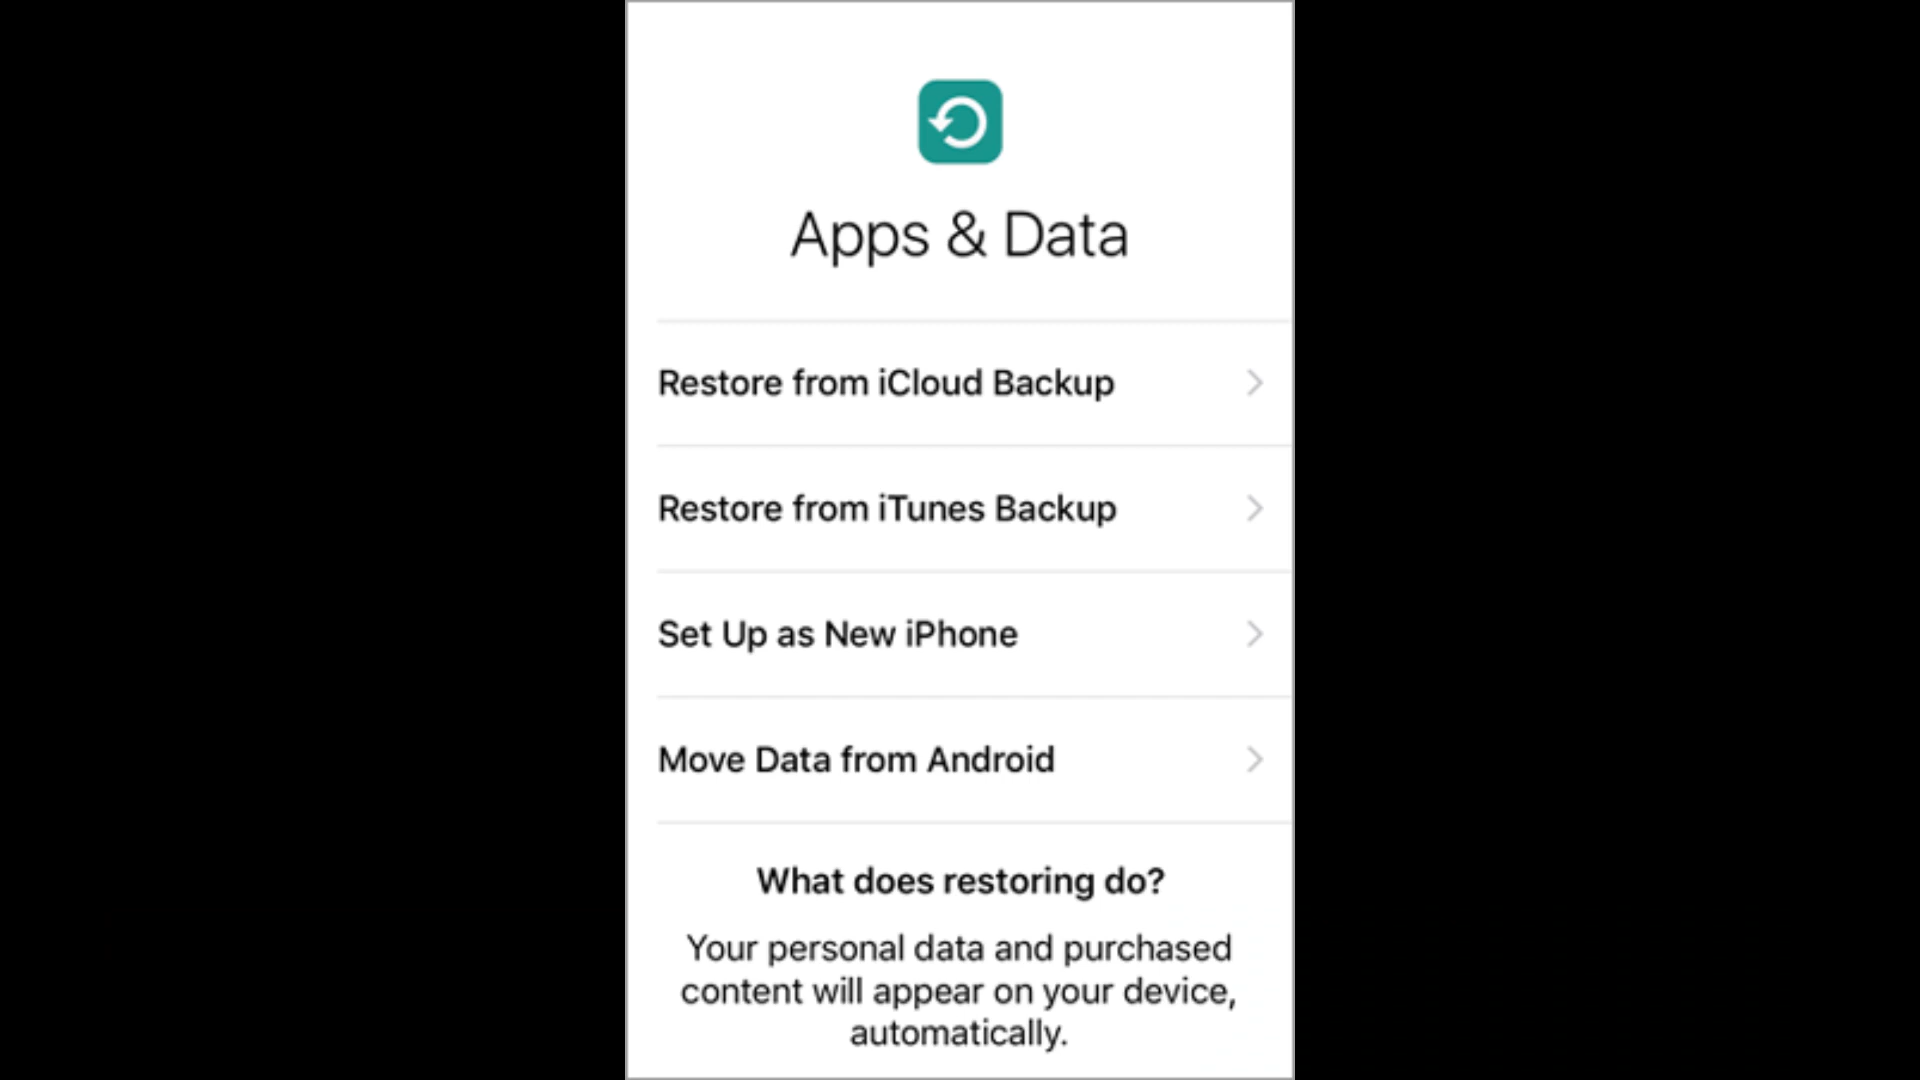 Apps & Data
Restore from iCloud Backup
Restore from iTunes Backup
Set Up as New iPhone
Move Data from Android
What does restoring do?
Your personal data and purchased
content will appear on your device,
automatically.